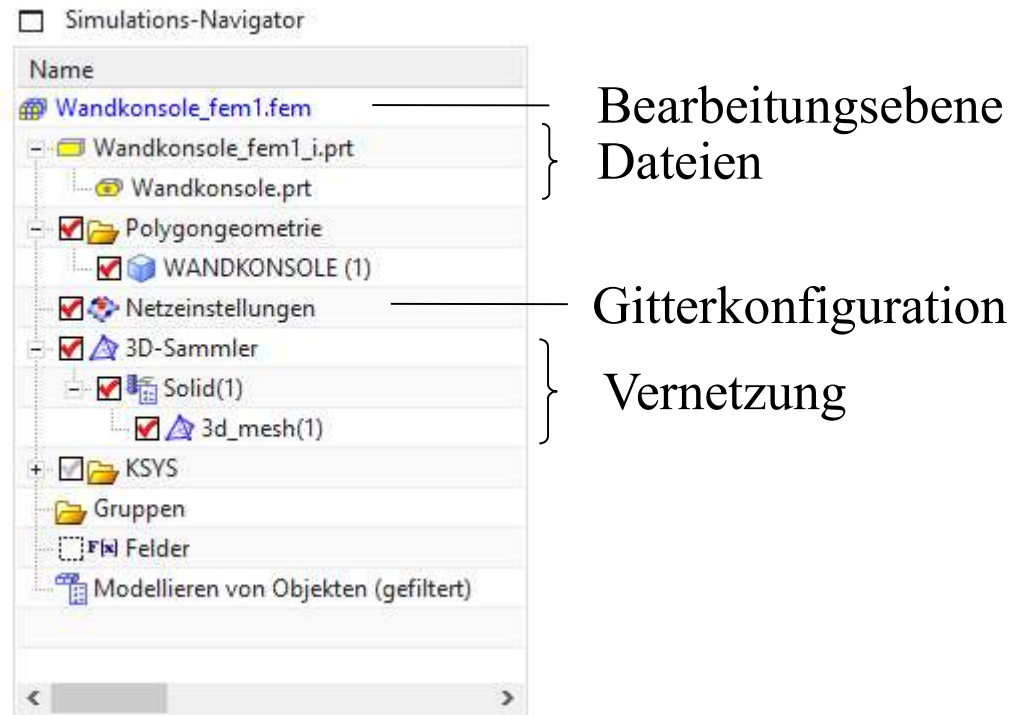 Simulations-Navigator
Name
Wandkonsole_fem1.fem
Wandkonsole_fem1_i.prt
Wandkonsole.prt
Polygongeometrie
WANDKONSOLE (1)
Netzeinstellungen
3D-Sammler
Solid(1)
3d_mesh(1)
KSYS
Gruppen
F(x) Felder
Modellieren von Objekten (gefiltert)
Bearbeitungsebene
Dateien
Gitterkonfiguration
Vernetzung